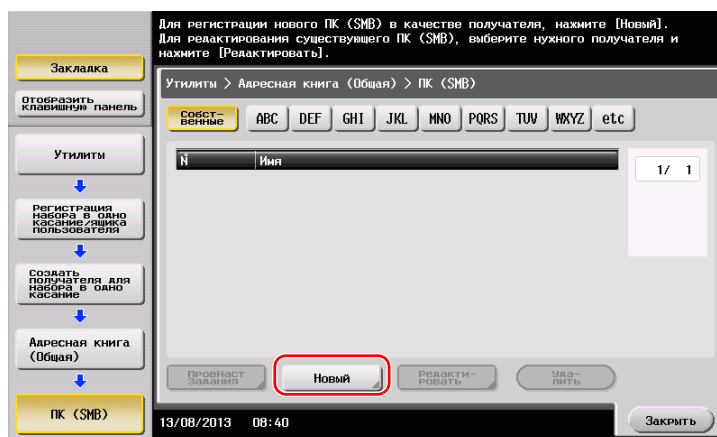 Для регистрации нового ПК (SMB) в качестве получателя, нажмите [Новый].
Для редактирования существующего ПК (SMB), выберите нужного получателя и
нажмите [Редактировать].
Закладка
Отобразить
клавишную панель
Утилиты > Адресная книга (Общая) > ПК (SMB)
Собст-
венные
ABC DEF GHI JKL MNO PQRS TUV WXYZ etc
Утилиты
N Имя
1/ 1
Регистрация
набора в одно
касание/ящика
пользователя
Создать
получателя для
набора в одно
касание
Адресная книга
(Общая)
ПровНаст
Задания
Новый
Редакти-
ровать
Уда-
лить
ПК (SMB)
13/08/2013 08:40
Закрыть